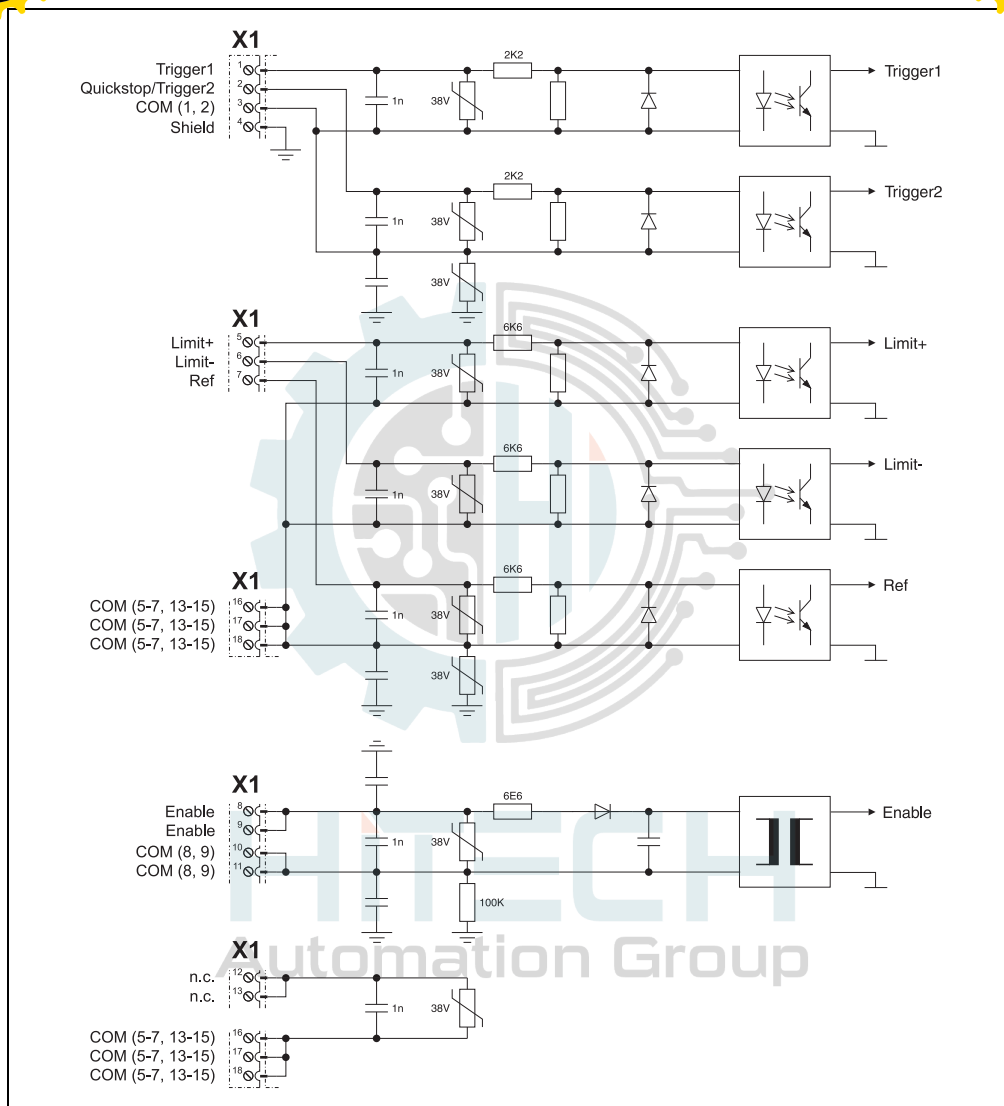 X1
1
Trigger1
2
Quickstop/Trigger2
3
COM (1, 2)
4
Shield
1n
38V
2K2
Trigger1
1n
38V
2K2
Trigger2
38V
X1
5
Limit+
6
Limit-
7
Ref
1n
38V
6K6
Limit+
1n
38V
6K6
Limit-
X1
16
COM (5-7, 13-15)
17
COM (5-7, 13-15)
18
COM (5-7, 13-15)
1n
38V
6K6
Ref
38V
X1
8
Enable
9
Enable
10
COM (8, 9)
11
COM (8, 9)
1n
38V
6E6
100K
Enable
HiTECH
Automation Group
X1
12
n.c.
13
n.c.
1n
38V
16
COM (5-7, 13-15)
17
COM (5-7, 13-15)
18
COM (5-7, 13-15)